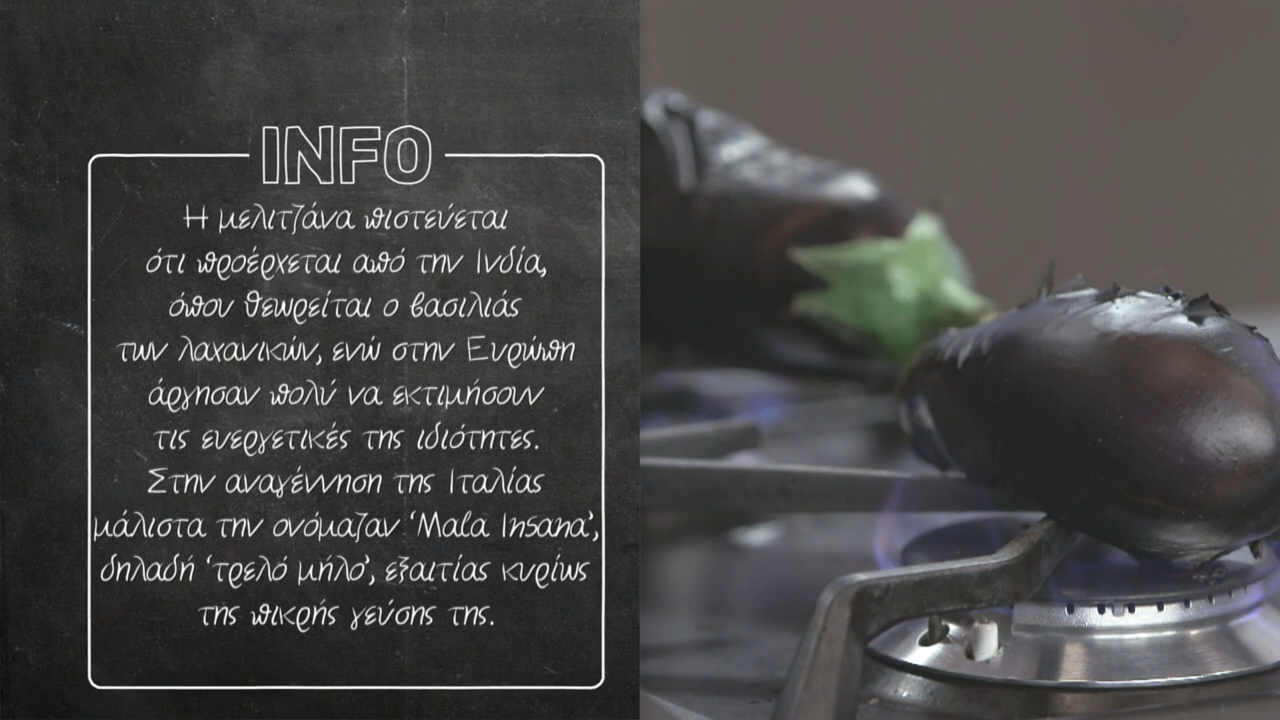 INFO
Η μελιτζάνα πιστεύεται
ότι προέρχεται από την Ινδία,
όπου θεωρείται ο βασιλιάς
των λαχανικών, ενώ στην Ευρώπη
άργησαν πολύ να εκτιμήσουν
τις ευεργετικές της ιδιότητες.
Στην αναγέννηση της Ιταλίας
μάλιστα την ονόμαζαν ‘Mala Insana’,
δηλαδή ‘τρελό μήλο’, εξαιτίας κυρίως
της πικρής γεύσης της.